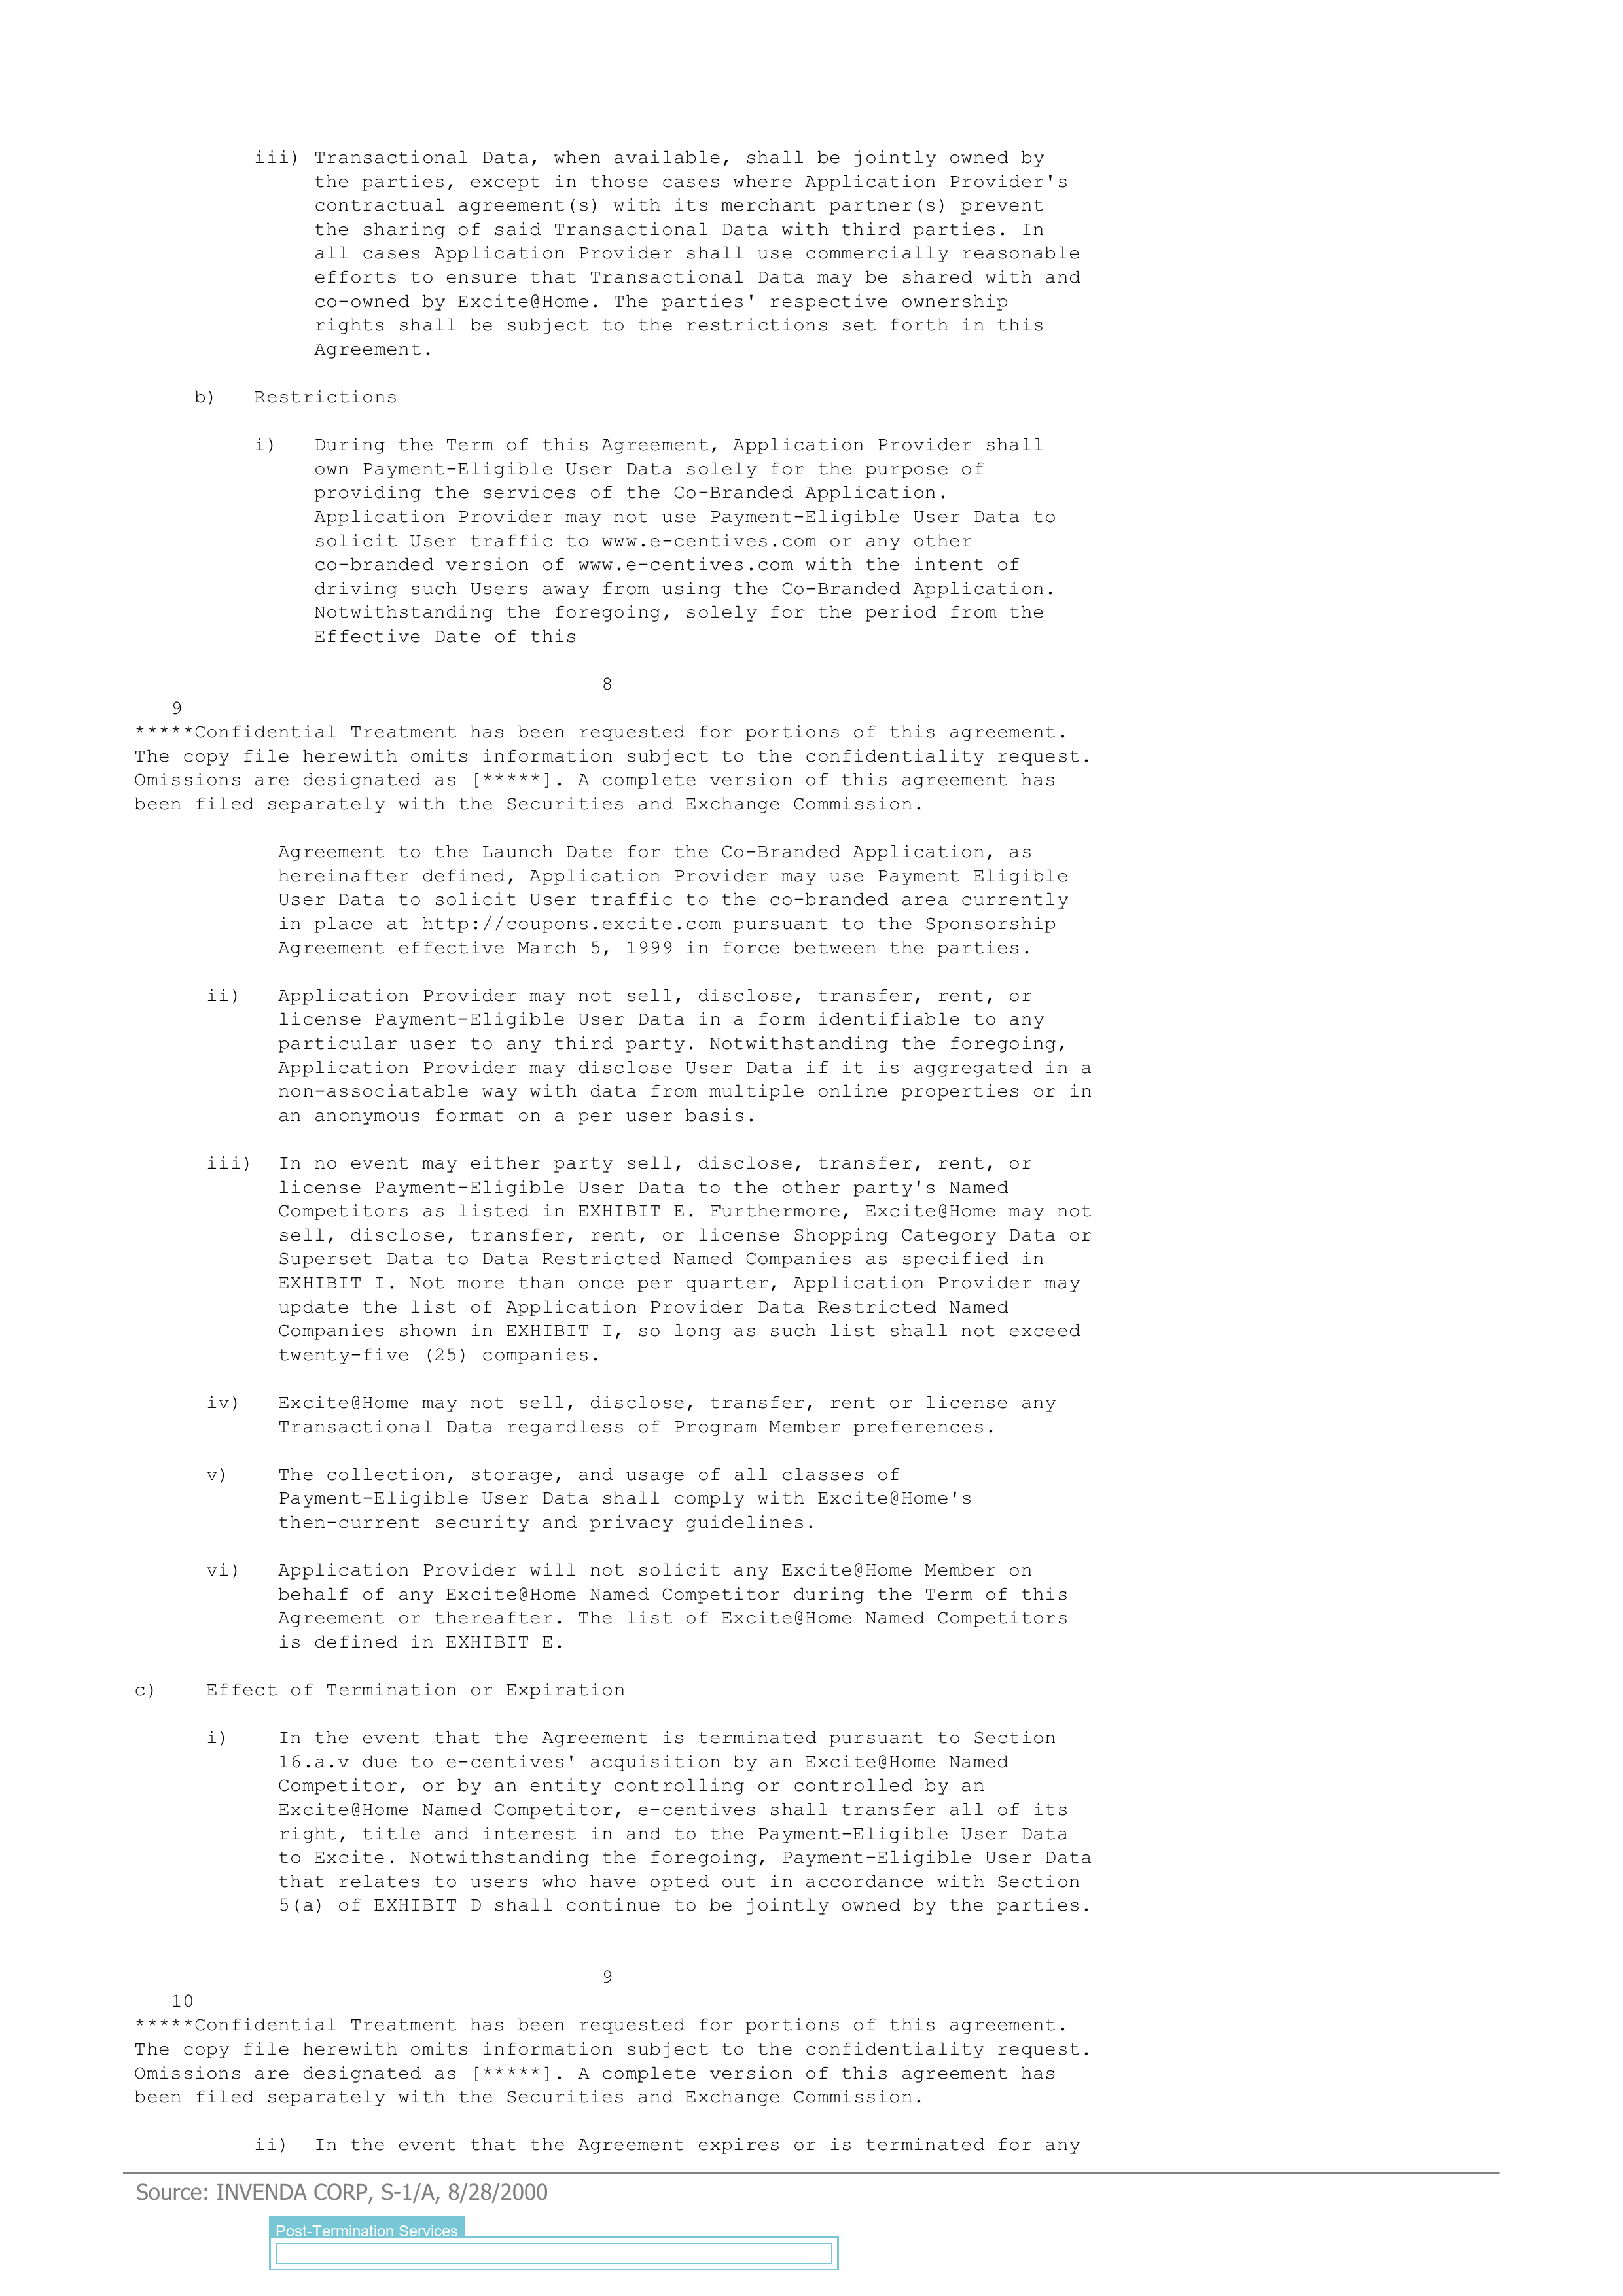 iii) Transactional Data, when available, shall be jointly owned by
the parties, except in those cases where Application Provider's
contractual agreement(s) with its merchant partner(s) prevent
the sharing of said Transactional Data with third parties. In
all cases Application Provider shall use commercially reasonable
efforts to ensure that Transactional Data may be shared with and
co-owned by Excite@Home. The parties' respective ownership
rights shall be subject to the restrictions set forth in this
Agreement.
b) Restrictions
i) During the Term of this Agreement, Application Provider shall
own Payment-Eligible User Data solely for the purpose of
providing the services of the Co-Branded Application.
Application Provider may not use Payment-Eligible User Data to
solicit User traffic to www.e-centives.com or any other
co-branded version of www.e-centives.com with the intent of
driving such Users away from using the Co-Branded Application.
Notwithstanding the foregoing, solely for the period from the
Effective Date of this
8
9
*****Confidential Treatment has been requested for portions of this agreement.
The copy file herewith omits information subject to the confidentiality request.
Omissions are designated as [*****]. A complete version of this agreement has
been filed separately with the Securities and Exchange Commission.
Agreement to the Launch Date for the Co-Branded Application, as
hereinafter defined, Application Provider may use Payment Eligible
User Data to solicit User traffic to the co-branded area currently
in place at http://coupons.excite.com pursuant to the Sponsorship
Agreement effective March 5, 1999 in force between the parties.
ii) Application Provider may not sell, disclose, transfer, rent, or
license Payment-Eligible User Data in a form identifiable to any
particular user to any third party. Notwithstanding the foregoing,
Application Provider may disclose User Data if it is aggregated in a
non-associatable way with data from multiple online properties or in
an anonymous format on a per user basis.
iii) In no event may either party sell, disclose, transfer, rent, or
license Payment-Eligible User Data to the other party's Named
Competitors as listed in EXHIBIT E. Furthermore, Excite@Home may not
sell, disclose, transfer, rent, or license Shopping Category Data or
Superset Data to Data Restricted Named Companies as specified in
EXHIBIT I. Not more than once per quarter, Application Provider may
update the list of Application Provider Data Restricted Named
Companies shown in EXHIBIT I, so long as such list shall not exceed
twenty-five (25) companies.
iv) Excite@Home may not sell, disclose, transfer, rent or license any
Transactional Data regardless of Program Member preferences.
v) The collection, storage, and usage of all classes of
Payment-Eligible User Data shall comply with Excite@Home's
then-current security and privacy guidelines.
vi) Application Provider will not solicit any Excite@Home Member on
behalf of any Excite@Home Named Competitor during the Term of this
Agreement or thereafter. The list of Excite@Home Named Competitors
is defined in EXHIBIT E.
c) Effect of Termination or Expiration
i) In the event that the Agreement is terminated pursuant to Section
16.a.v due to e-centives' acquisition by an Excite@Home Named
Competitor, or by an entity controlling or controlled by an
Excite@Home Named Competitor, e-centives shall transfer all of its
right, title and interest in and to the Payment-Eligible User Data
to Excite. Notwithstanding the foregoing, Payment-Eligible User Data
that relates to users who have opted out in accordance with Section
5(a) of EXHIBIT D shall continue to be jointly owned by the parties.
9
10
*****Confidential Treatment has been requested for portions of this agreement.
The copy file herewith omits information subject to the confidentiality request.
Omissions are designated as [*****]. A complete version of this agreement has
been filed separately with the Securities and Exchange Commission.
ii) In the event that the Agreement expires or is terminated for any
Source: INVENDA CORP, S-1/A, 8/28/2000
Post-Termination Services